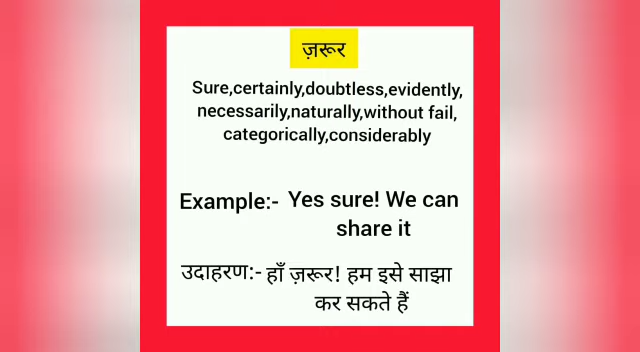 ज़रूर
Sure,certainly,doubtless,evidently,
necessarily,naturally,without fail,
categorically,considerably
Example:- Yes sure! We can
share it
उदाहरण:- हाँ ज़रूर! हम इसे साझा
कर सकते हैं